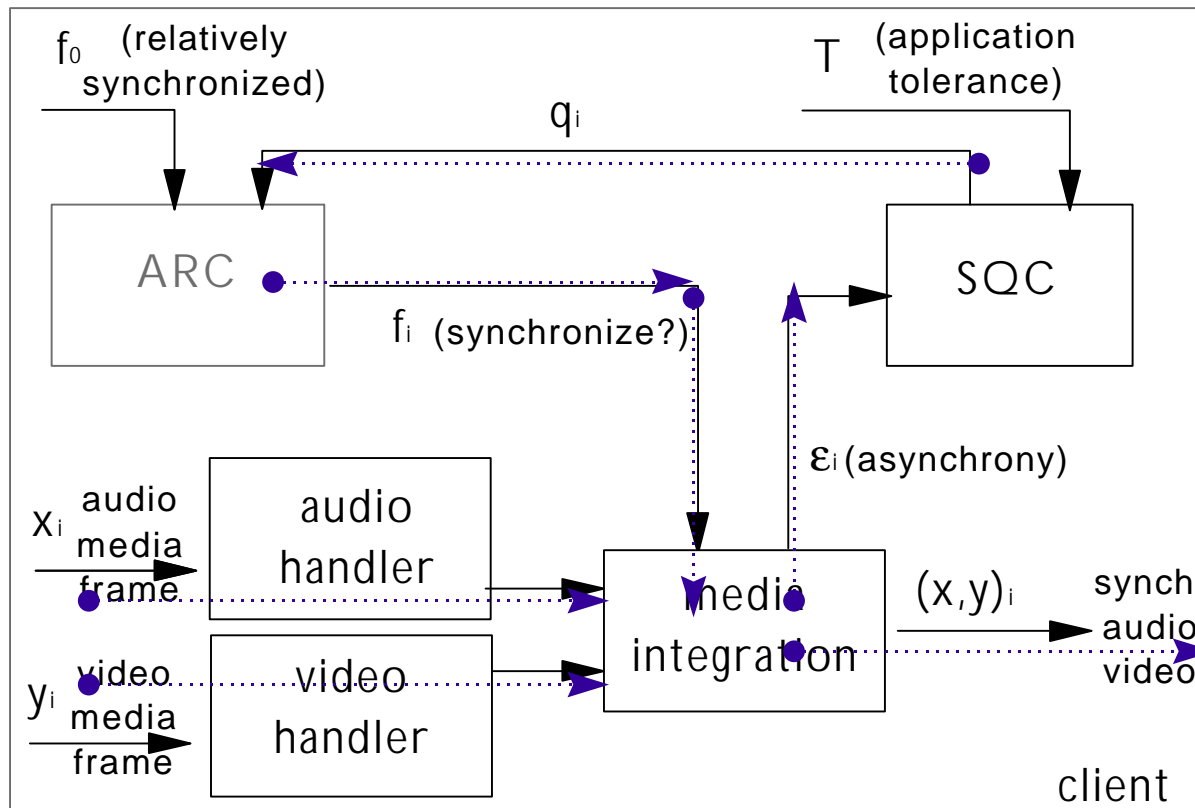 f0 (relatively
synchronized)
T (application
tolerance)
qi
ARC
SQC
fi (synchronize?)
εi (asynchrony)
xi audio
media
frame
audio
handler
yi video
media
frame
video
handler
media
integration
(x,y)i
synch
audio
video
client